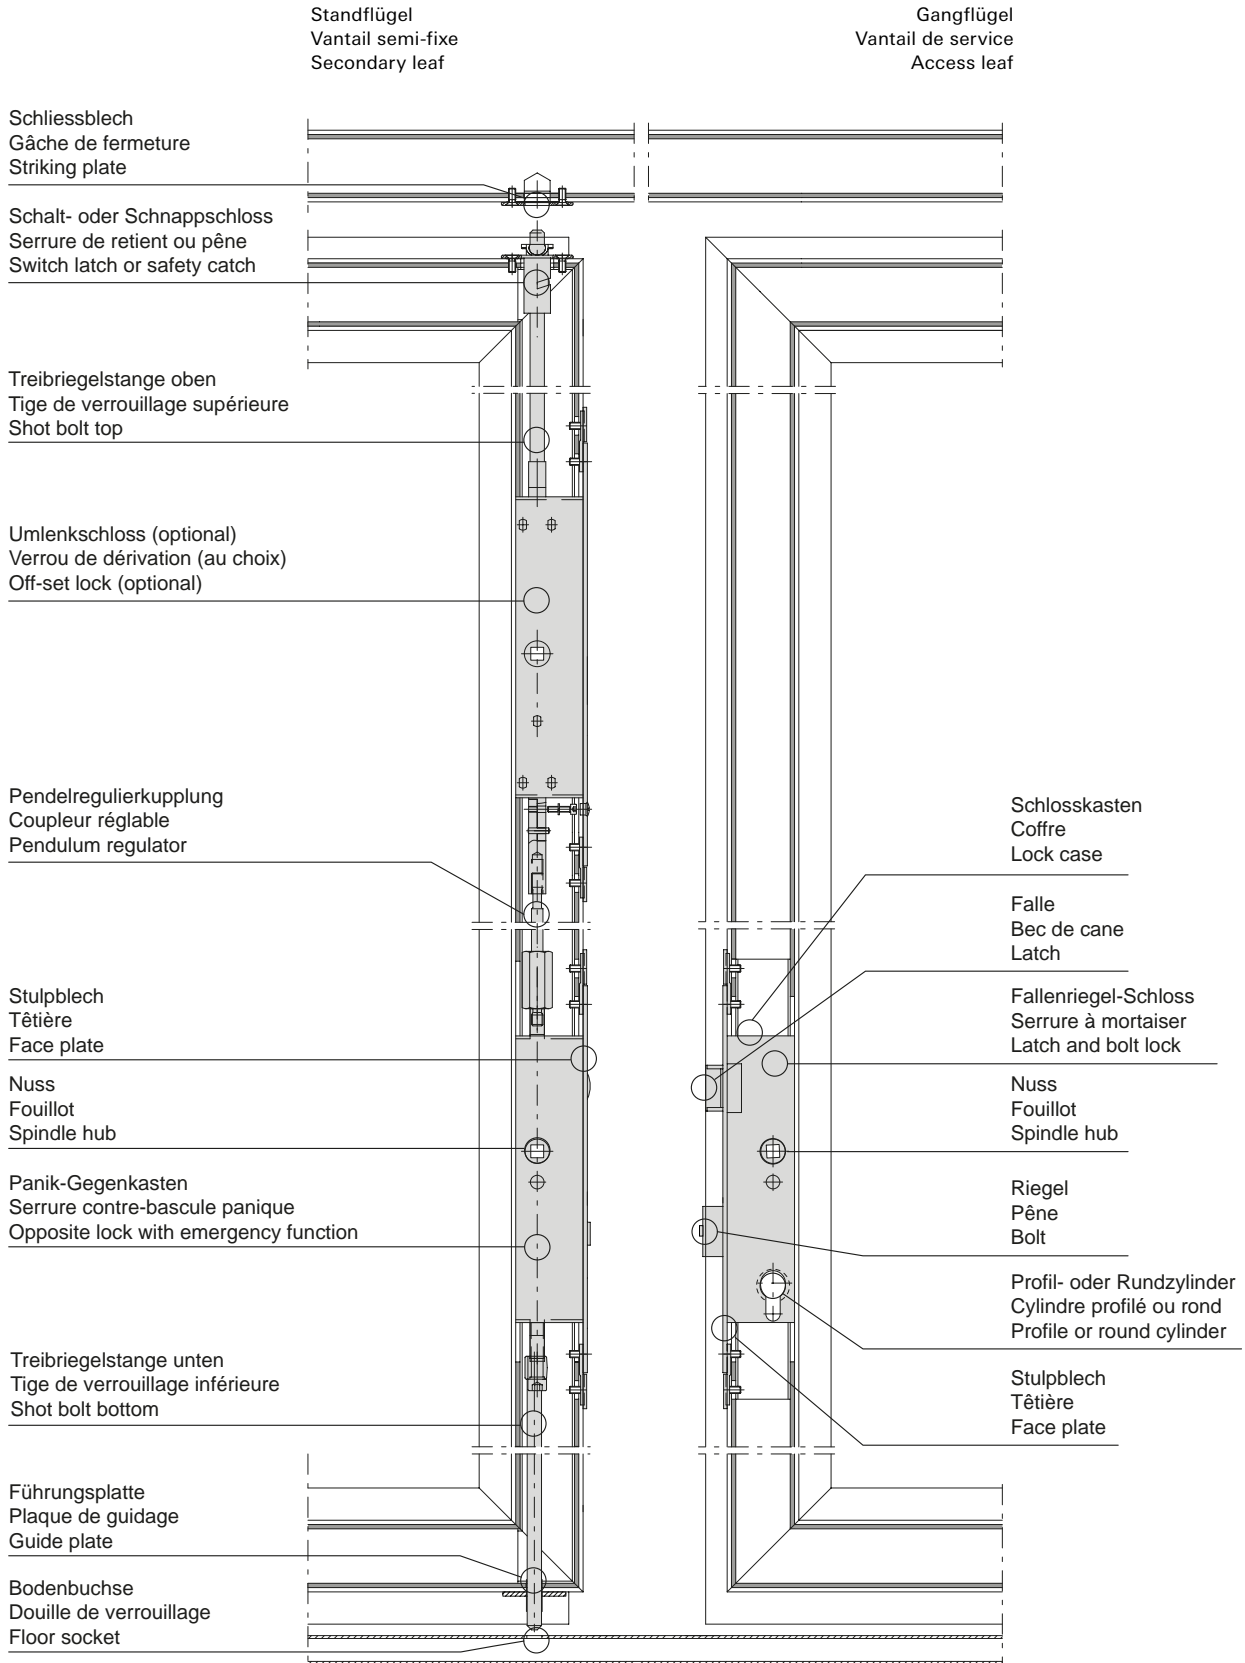 Standflügel
Vantail semi-fixe
Secondary leaf
Gangflügel
Vantail de service
Access leaf
Schliessblech
Gâche de fermeture
Striking plate
Schalt- oder Schnappschloss
Serrure de retient ou pêne
Switch latch or safety catch
Treibriegelstange oben
Tige de verrouillage supérieure
Shot bolt top
Umlenkschloss (optional)
Verrou de dérivation (au choix)
Off-set lock (optional)
Pendelregulierkupplung
Coupleur réglable
Pendulum regulator
Stulpblech
Têtière
Face plate
Nuss
Fouillot
Spindle hub
Panik-Gegenkasten
Serrure contre-bascule panique
Opposite lock with emergency function
Treibriegelstange unten
Tige de verrouillage inférieure
Shot bolt bottom
Führungsplatte
Plaque de guidage
Guide plate
Bodenbuchse
Douille de verrouillage
Floor socket
Schlosskasten
Coffre
Lock case
Falle
Bec de cane
Latch
Fallenriegel-Schloss
Serrure à mortaiser
Latch and bolt lock
Nuss
Fouillot
Spindle hub
Riegel
Pêne
Bolt
Profil- oder Rundzylinder
Cylindre profilé ou rond
Profile or round cylinder
Stulpblech
Têtière
Face plate